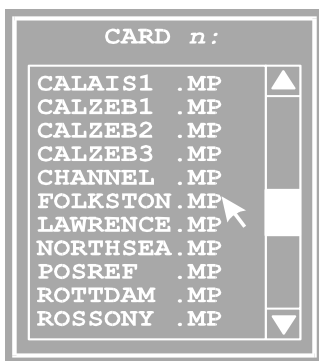 CARD n:
CALAIS1 .MP
CALZEB1 .MP
CALZEB2 .MP
CALZEB3 .MP
CHANNEL .MP
FOLKSTON.MP
LAWRENCE.MP
NORTHSEA.MP
POSREF .MP
ROTTDAM .MP
ROSSONY .MP